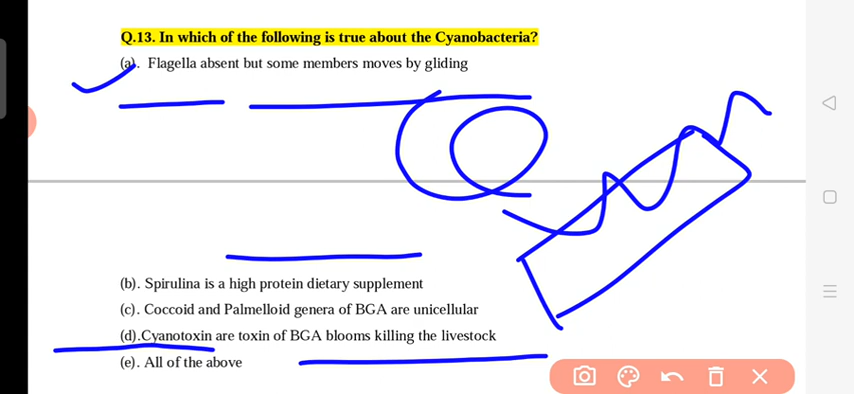 Q.13. In which of the following is true about the Cyanobacteria?
(a). Flagella absent but some members moves by gliding
(b). Spirulina is a high protein dietary supplement
(c). Coccoid and Palmelloid genera of BGA are unicellular
(d).Cyanotoxin are toxin of BGA blooms killing the livestock
(e). All of the above